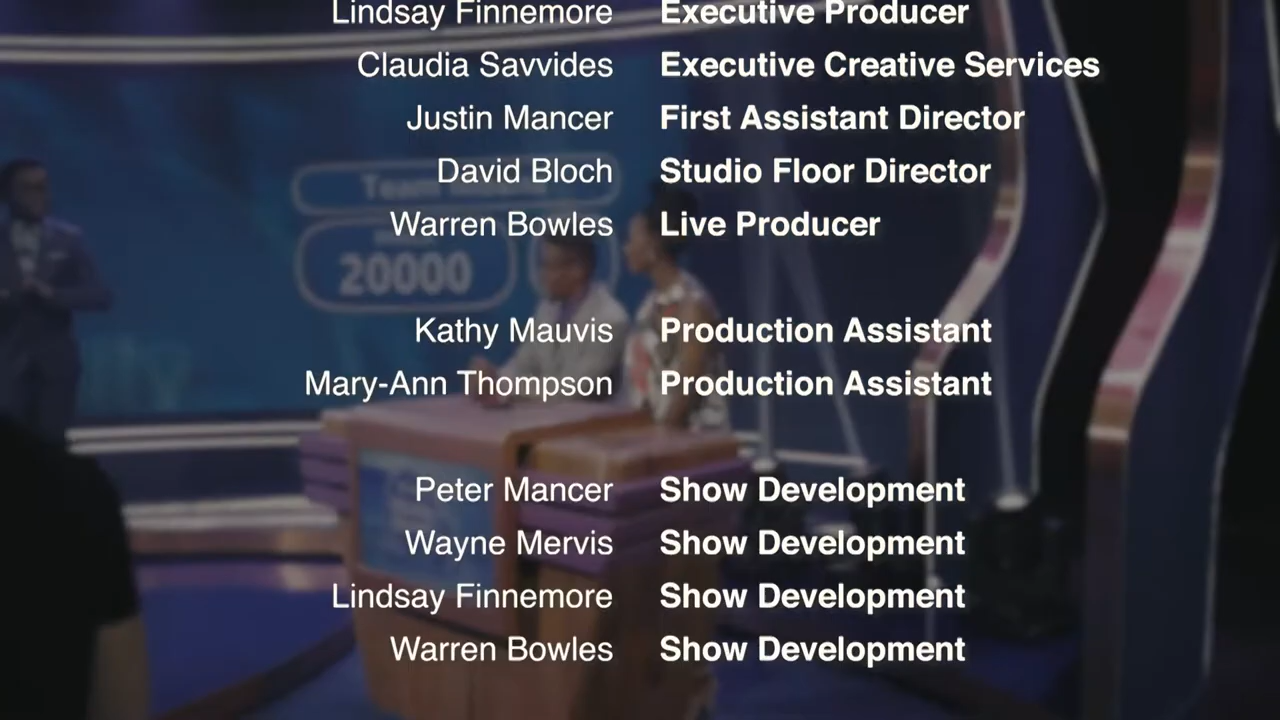 Lindsay Finnemore Executive Producer
Claudia Savvides Executive Creative Services
Justin Mancer First Assistant Director
David Bloch Studio Floor Director
Warren Bowles Live Producer
Team
20000
Kathy Mauvis Production Assistant
Mary-Ann Thompson Production Assistant
Peter Mancer Show Development
Wayne Mervis Show Development
Lindsay Finnemore Show Development
Warren Bowles Show Development